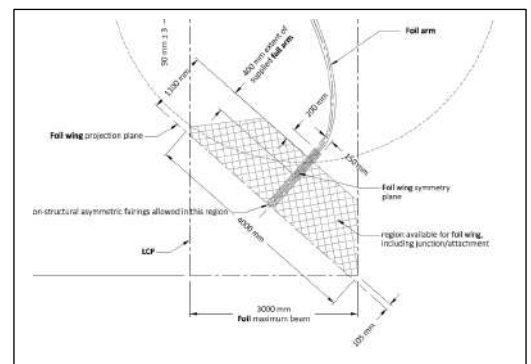 90 mm ± 3
1100 mm
400 mm extent of
supplied foil arm
Foil arm
200 mm
150 mm
Foil wing projection plane
Foil wing symmetry
plane
on-structural asymmetric fairings allowed in this region
region available for foil wing,
including junction/attachment
4000 mm
LCP
3000 mm
Foil maximum beam
105 mm